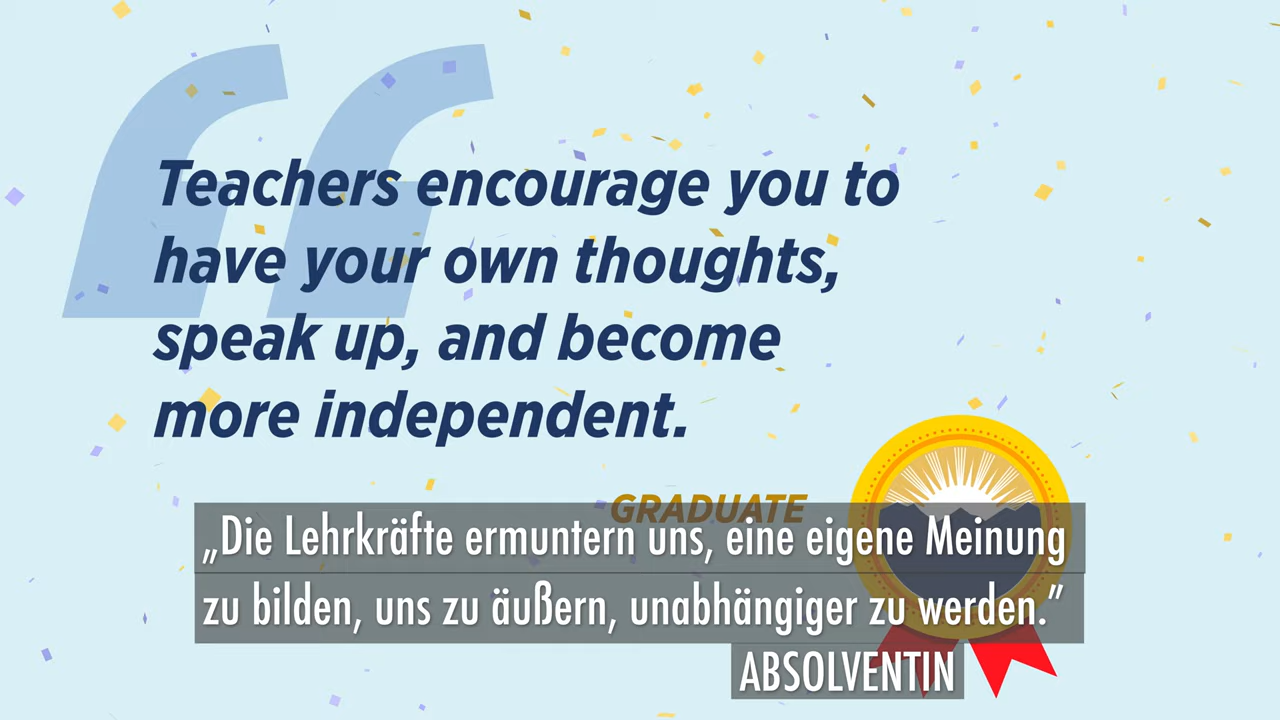 Teachers encourage you to
have your own thoughts,
speak up, and become
more independent.
GRADUATE
„Die Lehrkräfte ermuntern uns, eine eigene Meinung
zu bilden, uns zu äußern, unabhängiger zu werden.”
ABSOLVENTIN